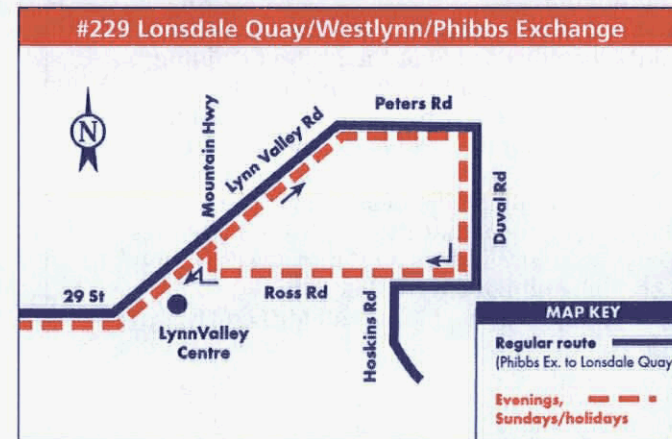 #229 Lonsdale Quay/Westlynn/Phibbs Exchange
N
Peters Rd
Mountain Hwy
Lynn Valley Rd
Duval Rd
29 St
Ross Rd
Hoskins Rd
LynnValley
Centre
MAP KEY
Regular route
(Phibbs Ex. to Lonsdale Quay
Evenings,
Sundays/holidays